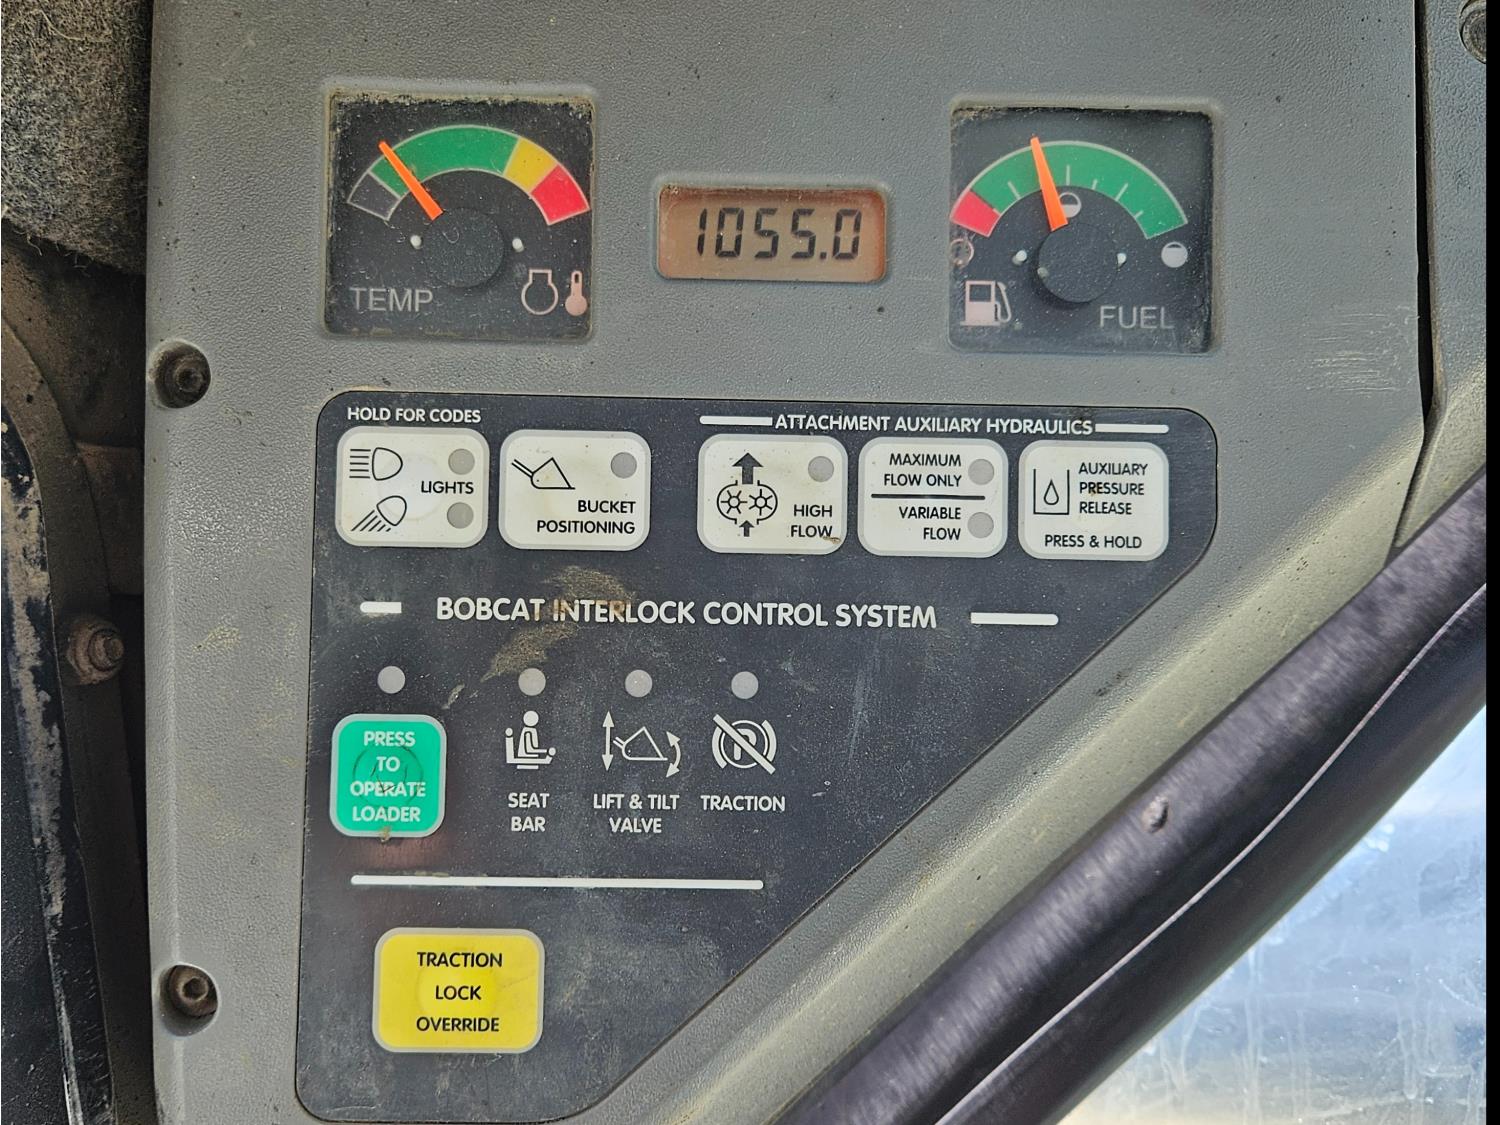 TEMP
1055.0
FUEL
HOLD FOR CODES
ATTACHMENT AUXILIARY HYDRAULICS
LIGHTS
BUCKET
POSITIONING
HIGH
FLOW
MAXIMUM
FLOW ONLY
VARIABLE
FLOW
AUXILIARY
PRESSURE
RELEASE
PRESS & HOLD
BOBCAT INTERLOCK CONTROL SYSTEM
PRESS
TO
OPERATE
LOADER
SEAT
BAR
LIFT & TILT
VALVE
P
TRACTION
TRACTION
LOCK
OVERRIDE